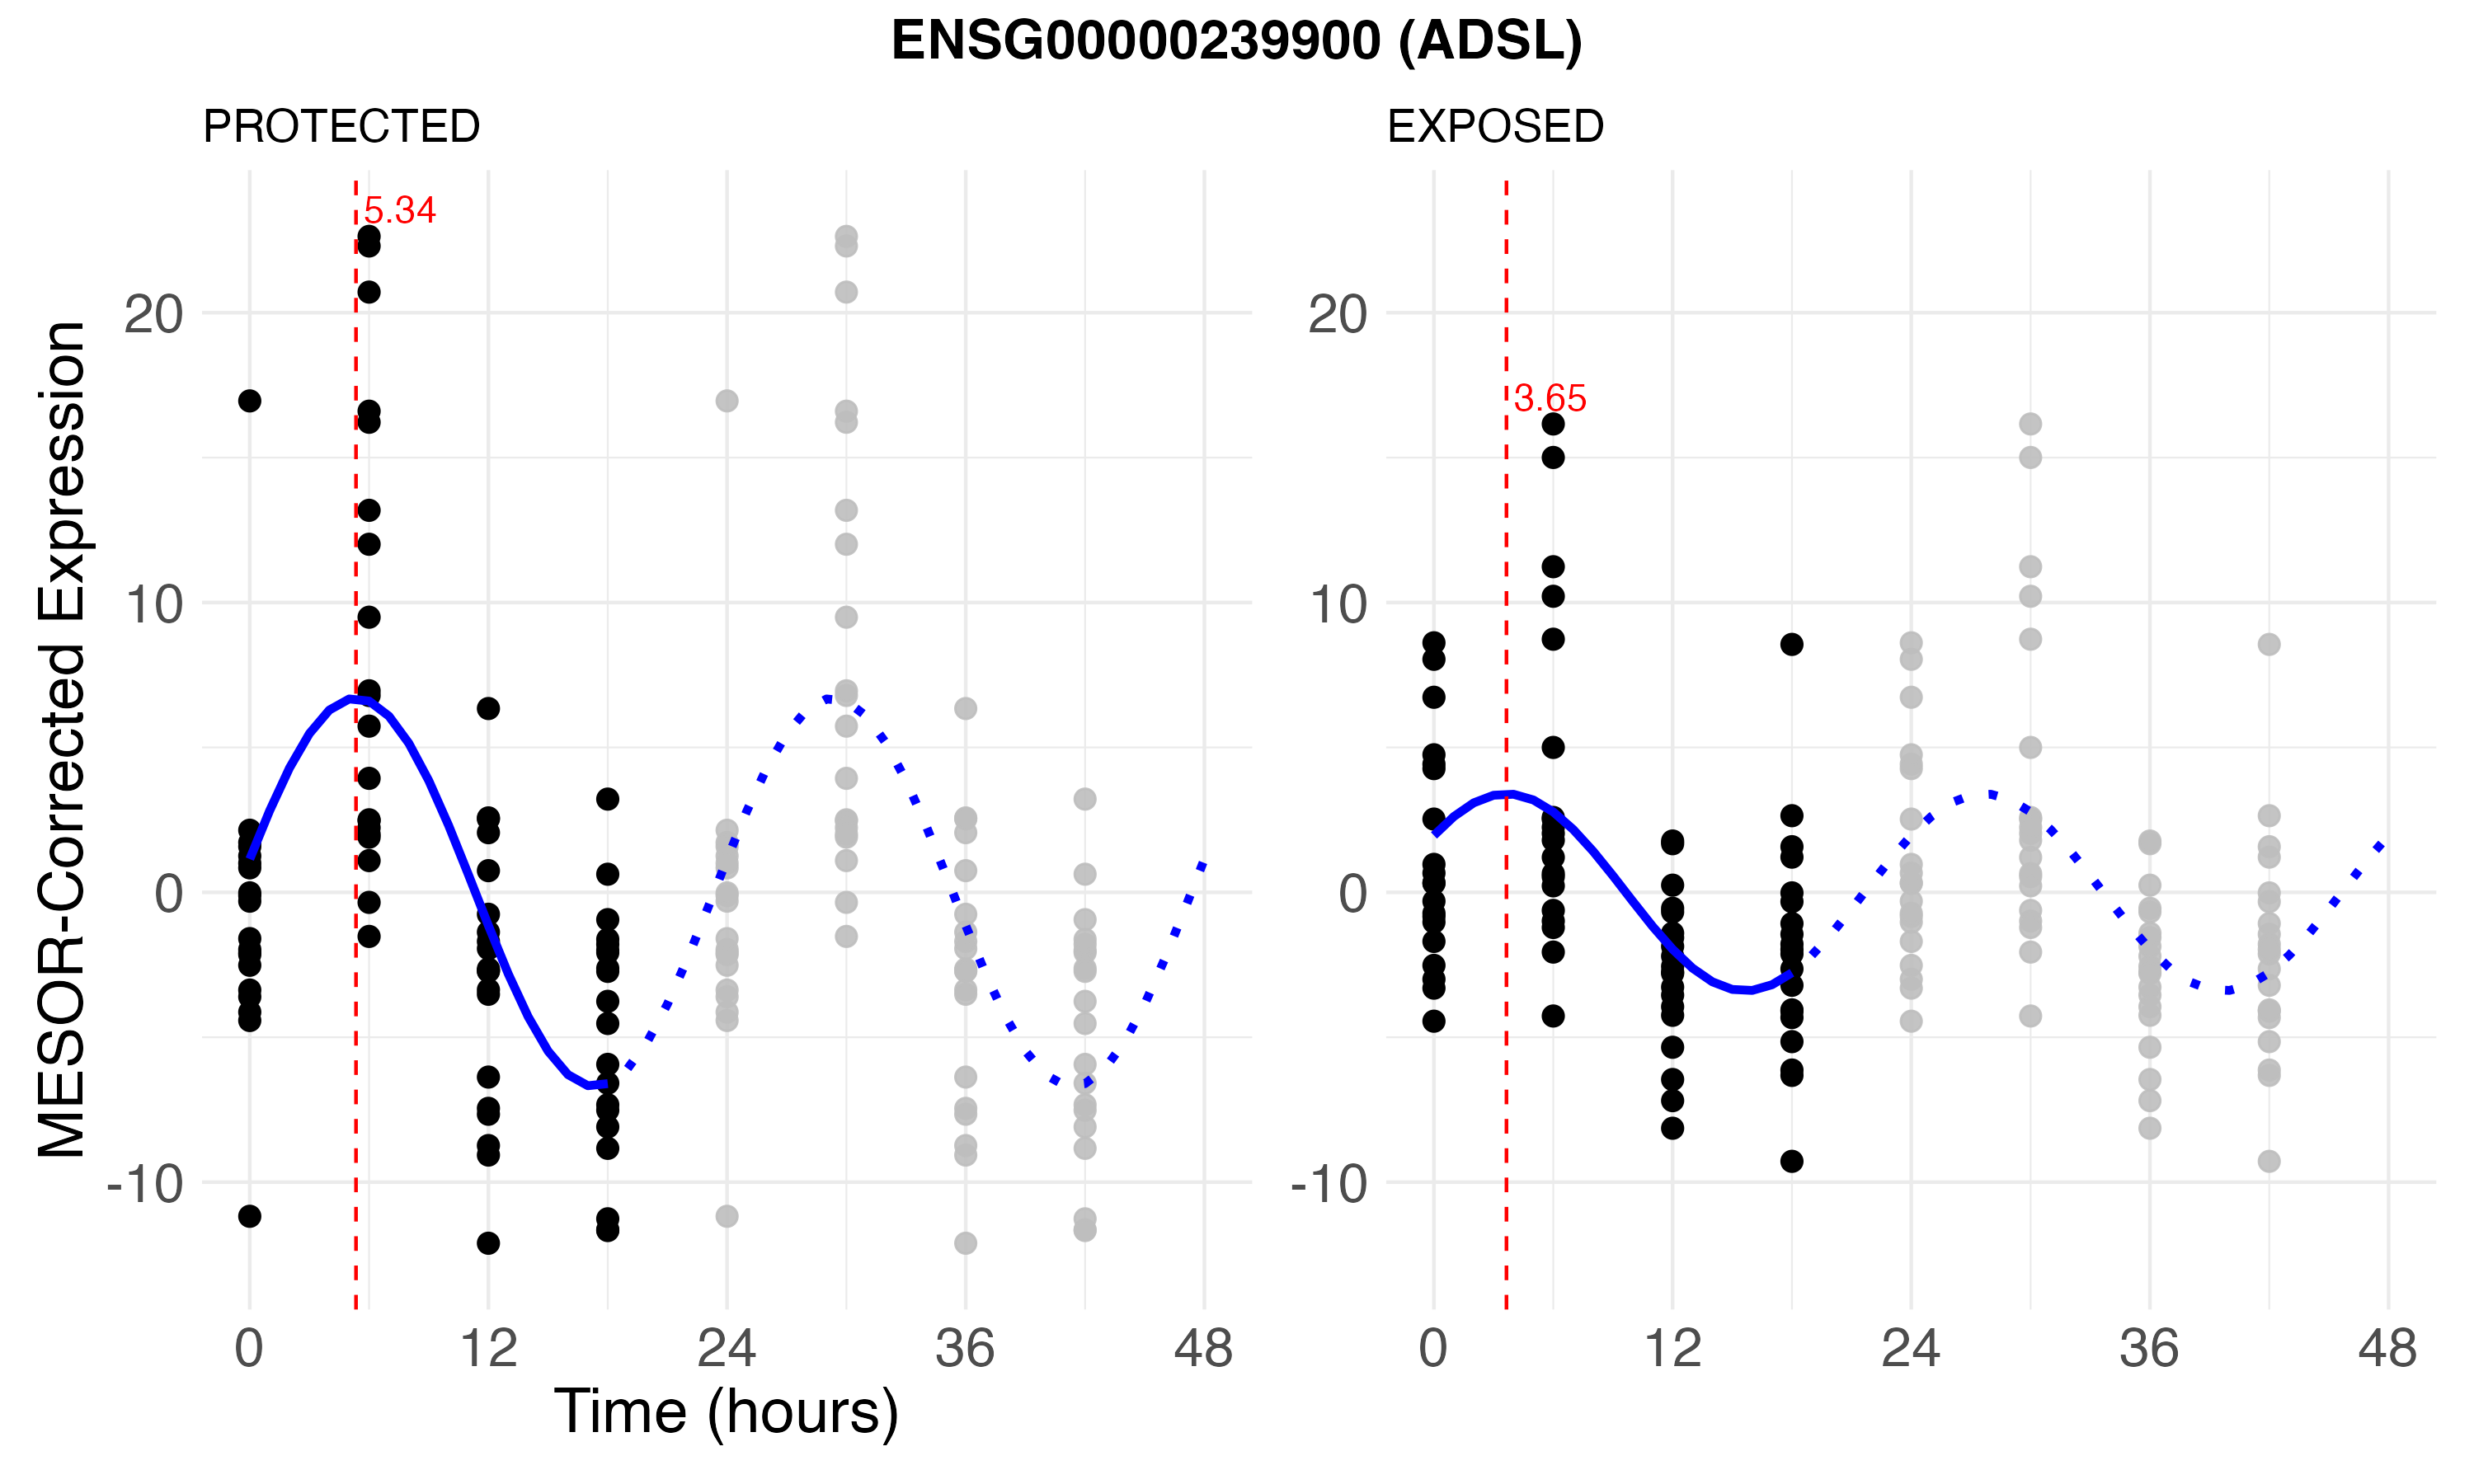 ENSG00000239900 (ADSL)
PROTECTED
EXPOSED
MESOR-Corrected Expression
20
10
0
-10
5.34
0 12 24 36 48
Time (hours)
20
10
0
-10
3.65
0 12 24 36 48